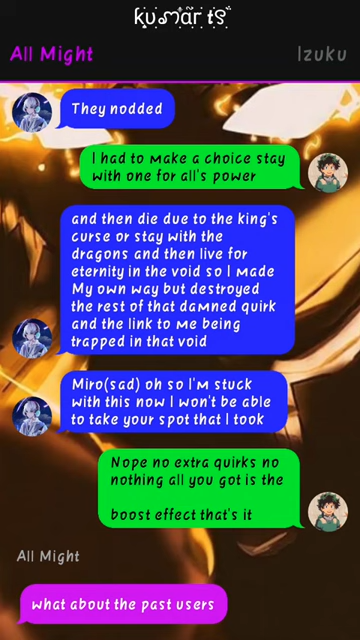 kumar ts
All Might
Izuku
They nodded
I had to make a choice stay
with one for all's power
and then die due to the king's
curse or stay with the
dragons and then live for
eternity in the void so I made
My own way but destroyed
the rest of that damned quirk
and the link to me being
trapped in that void
Miro(sad) oh so I'm stuck
with this now I won't be able
to take your spot that I took
Nope no extra quirks no
nothing all you got is the
boost effect that's it
All Might
what about the past users